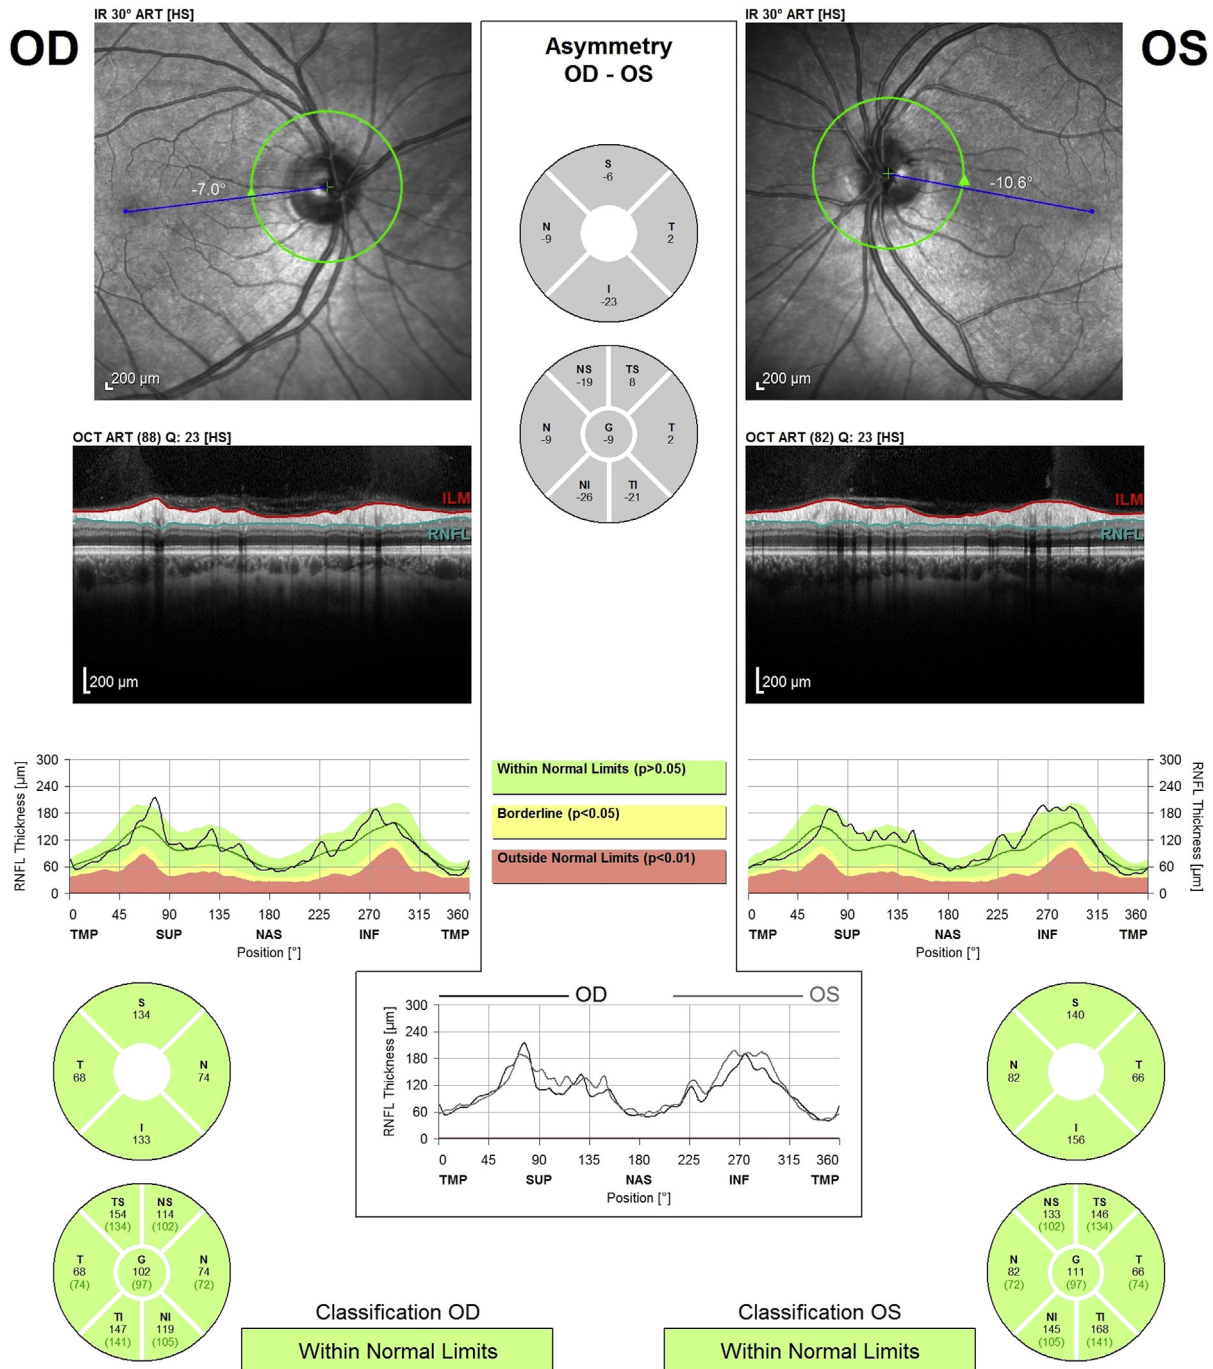 IR 30° ART [HS]
OD
-7.0°
200 µm
Asymmetry
OD - OS
S
-6
N
-9
T
2
I
-23
NS
-19
TS
8
N
-9
G
-9
T
2
NI
-26
TI
-21
IR 30° ART [HS]
OS
-10.6°
200 µm
OCT ART (88) Q: 23 [HS]
ILM
RNFL
200 µm
OCT ART (82) Q: 23 [HS]
ILM
RNFL
200 µm
RNFL Thickness [µm]
300
240
180
120
60
0
0 45 90 135 180 225 270 315 360
TMP SUP NAS INF TMP
Position [°]
Within Normal Limits (p>0.05)
Borderline (p<0.05)
Outside Normal Limits (p<0.01)
300
240
180
120
60
0
RNFL Thickness [µm]
0 45 90 135 180 225 270 315 360
TMP SUP NAS INF TMP
Position [°]
S
134
T
68
N
74
I
133
OD OS
RNFL Thickness [µm]
300
240
180
120
60
0
0 45 90 135 180 225 270 315 360
TMP SUP NAS INF TMP
Position [°]
S
140
N
82
T
66
I
156
TS
154
(134)
NS
114
(102)
T
68
(74)
G
102
(97)
N
74
(72)
TI
147
(141)
NI
119
(105)
Classification OD
Within Normal Limits
Classification OS
Within Normal Limits
NS
133
(102)
TS
146
(134)
N
82
(72)
G
111
(97)
T
66
(74)
NI
145
(105)
TI
168
(141)